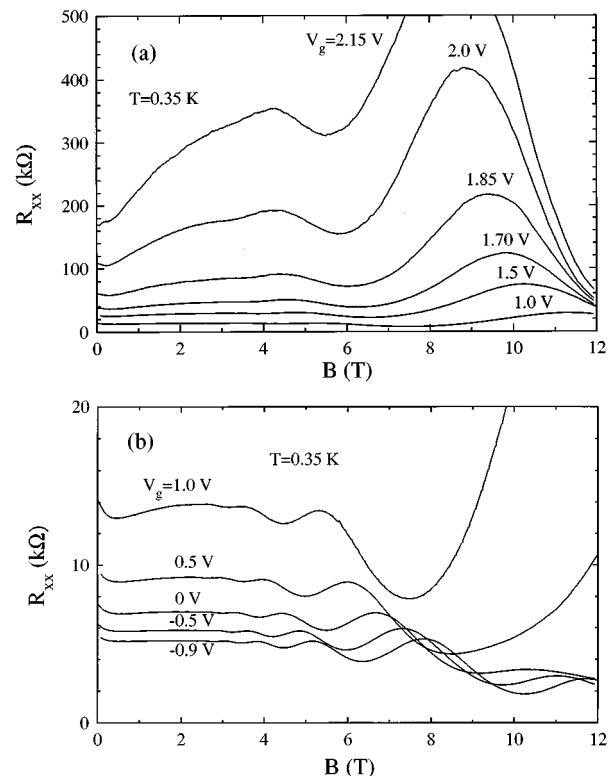 500
400
300
200
100
0
R_xx (kΩ)
(a)
T=0.35 K
V_g=2.15 V
2.0 V
1.85 V
1.70 V
1.5 V
1.0 V
0 2 4 6 8 10 12
B (T)
20
10
0
R_xx (kΩ)
(b)
T=0.35 K
V_g=1.0 V
0.5 V
0 V
-0.5 V
-0.9 V
0 2 4 6 8 10 12
B (T)